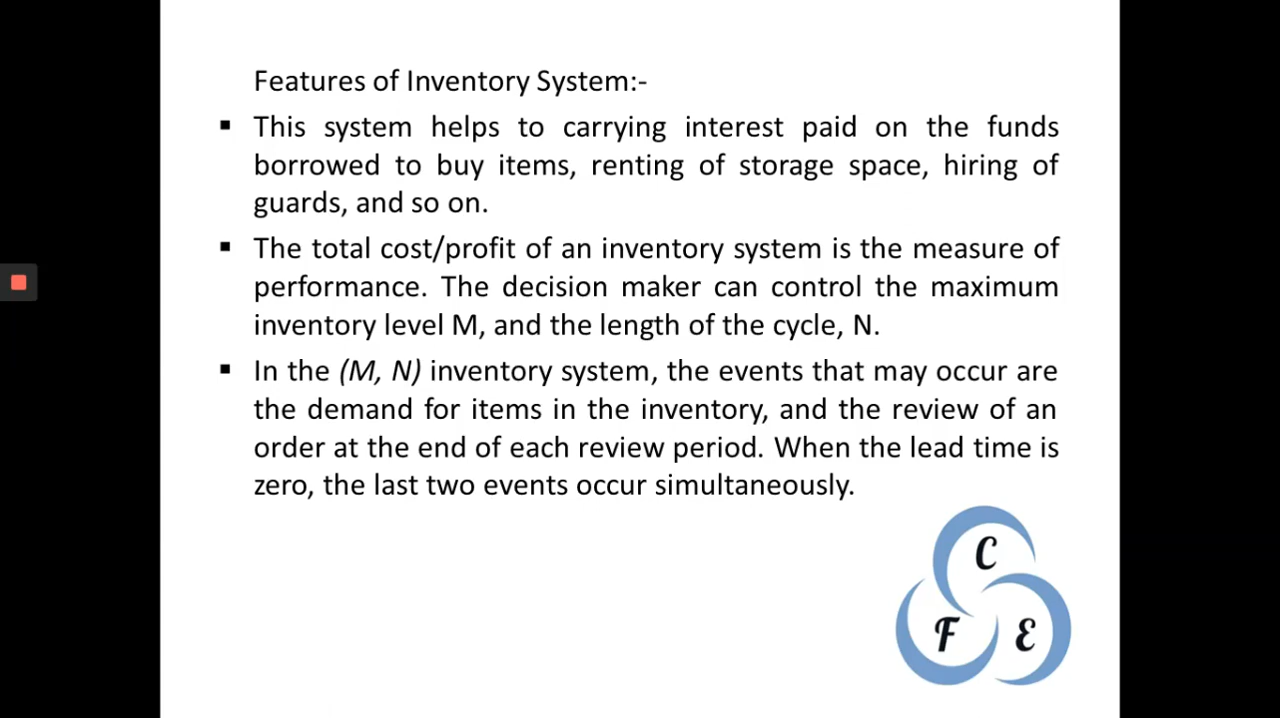 Features of Inventory System:-
▪ This system helps to carrying interest paid on the funds
borrowed to buy items, renting of storage space, hiring of
guards, and so on.
▪ The total cost/profit of an inventory system is the measure of
performance. The decision maker can control the maximum
inventory level M, and the length of the cycle, N.
▪ In the (M, N) inventory system, the events that may occur are
the demand for items in the inventory, and the review of an
order at the end of each review period. When the lead time is
zero, the last two events occur simultaneously.
C
F E